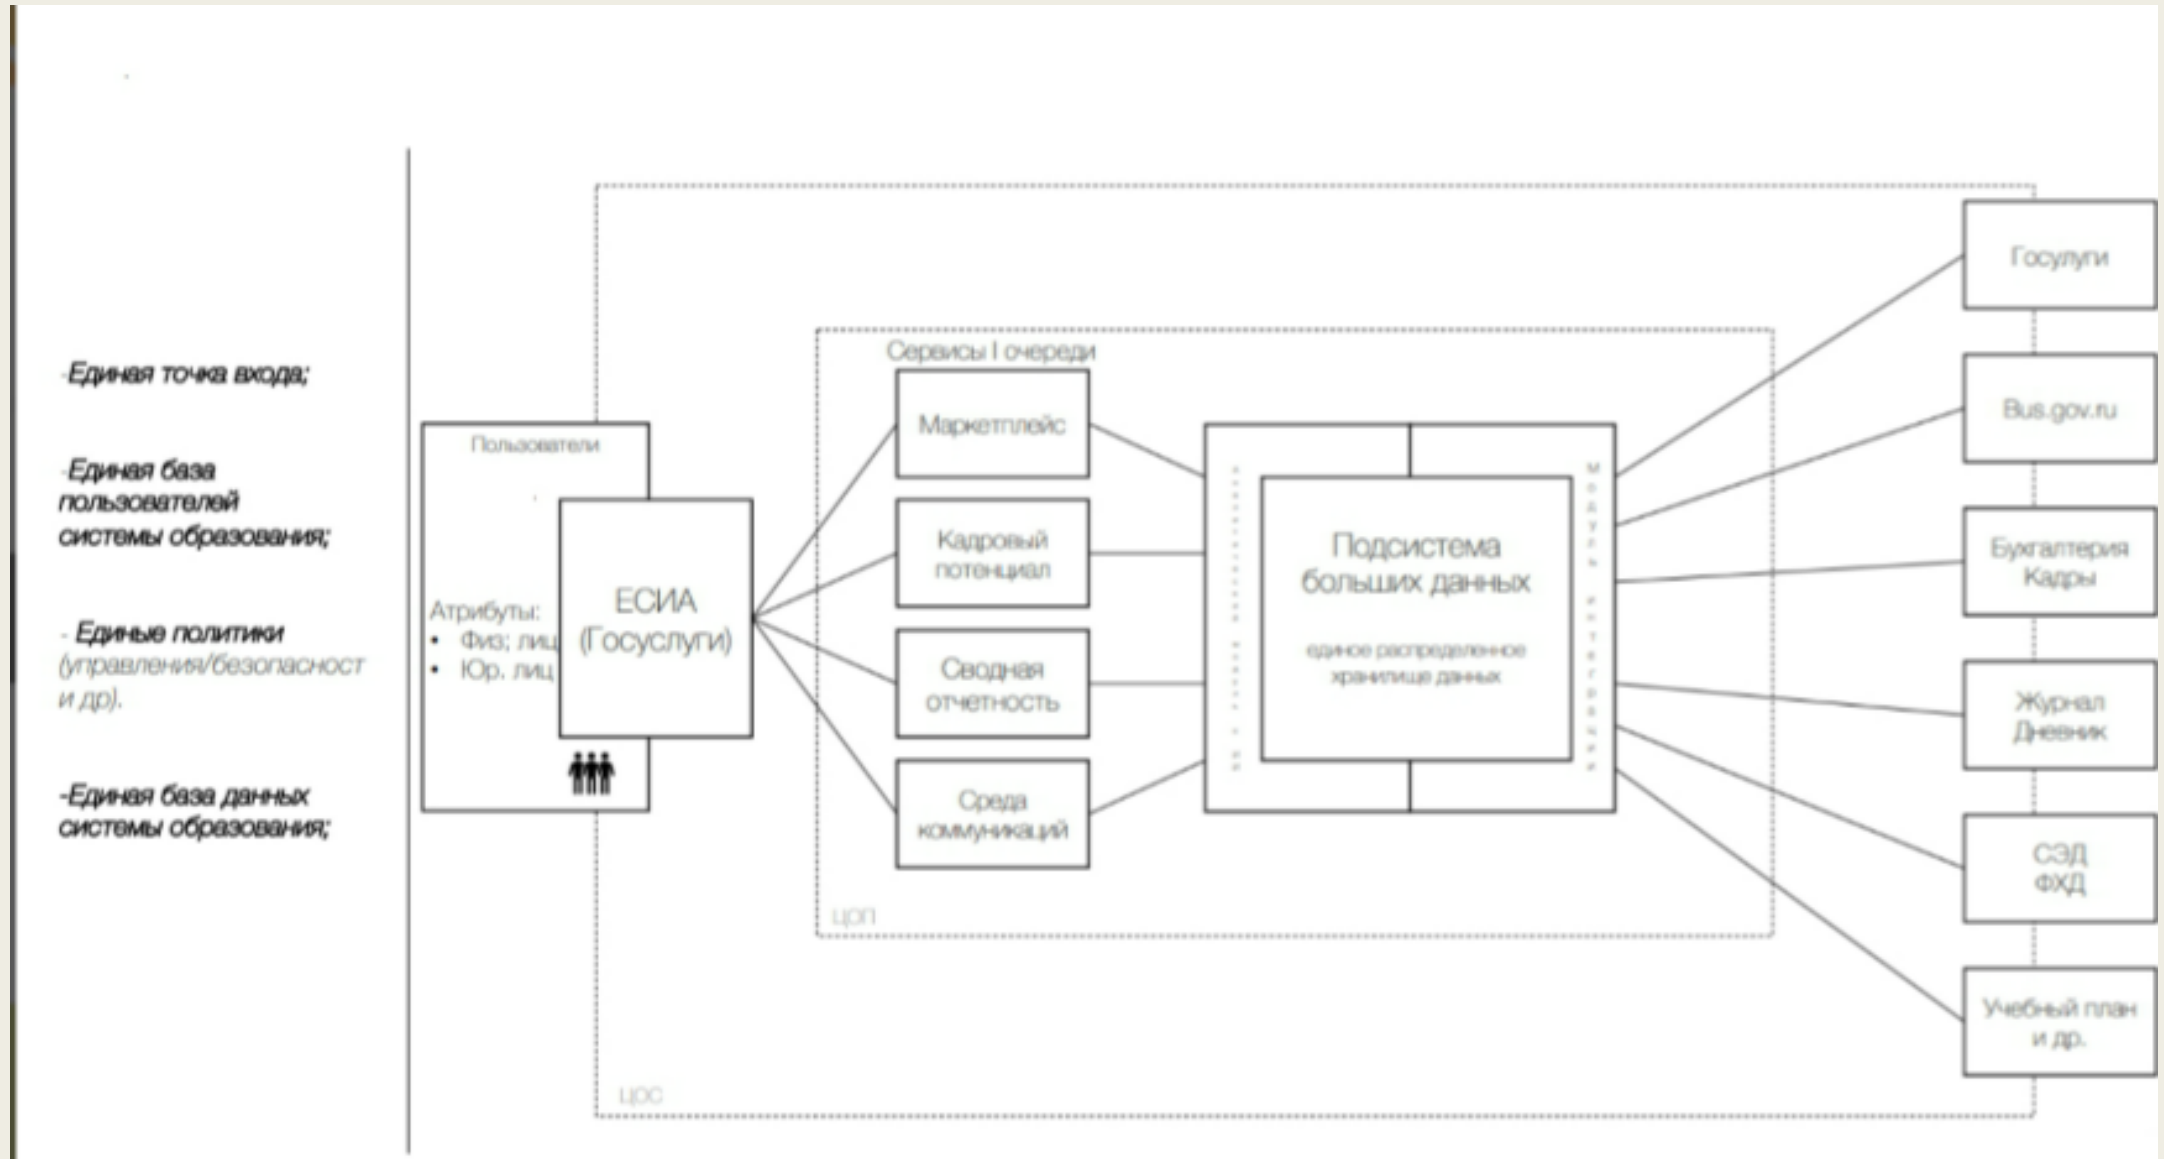 -Единая точка входа;
-Единая база
пользователей
системы образования;
- Единые политики
(управления/безопасност
и др).
-Единая база данных
системы образования;
Пользователи
Атрибуты:
• Физ; лиц
• Юр. лиц
ЕСИА
(Госуслуги)
Сервисы I очереди
Маркетплейс
Кадровый
потенциал
Сводная
отчетность
Среда
коммуникаций
ЦОП
ЦОС
Подсистема
больших данных
единое распределенное
хранилище данных
Модуль интеграции
Госулуги
Bus.gov.ru
Бухгалтерия
Кадры
Журнал
Дневник
СЭД
ФХД
Учебный план
и др.